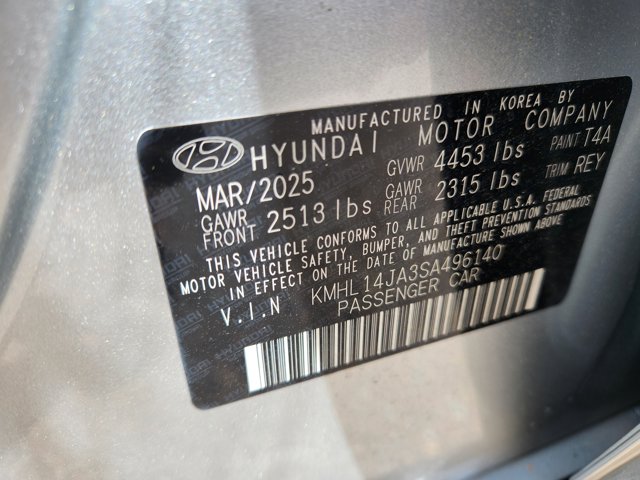 MANUFACTURED IN KOREA BY
HYUNDAI MOTOR COMPANY
MAR/2025 GVWR 4453 lbs PAINT T4A
GAWR FRONT 2513 lbs GAWR REAR 2315 lbs TRIM REY
THIS VEHICLE CONFORMS TO ALL APPLICABLE U.S.A. FEDERAL
MOTOR VEHICLE SAFETY, BUMPER, AND THEFT PREVENTION STANDARDS
IN EFFECT ON THE DATE OF MANUFACTURE SHOWN ABOVE
V.I.N KMHL14JA3SA496140
PASSENGER CAR